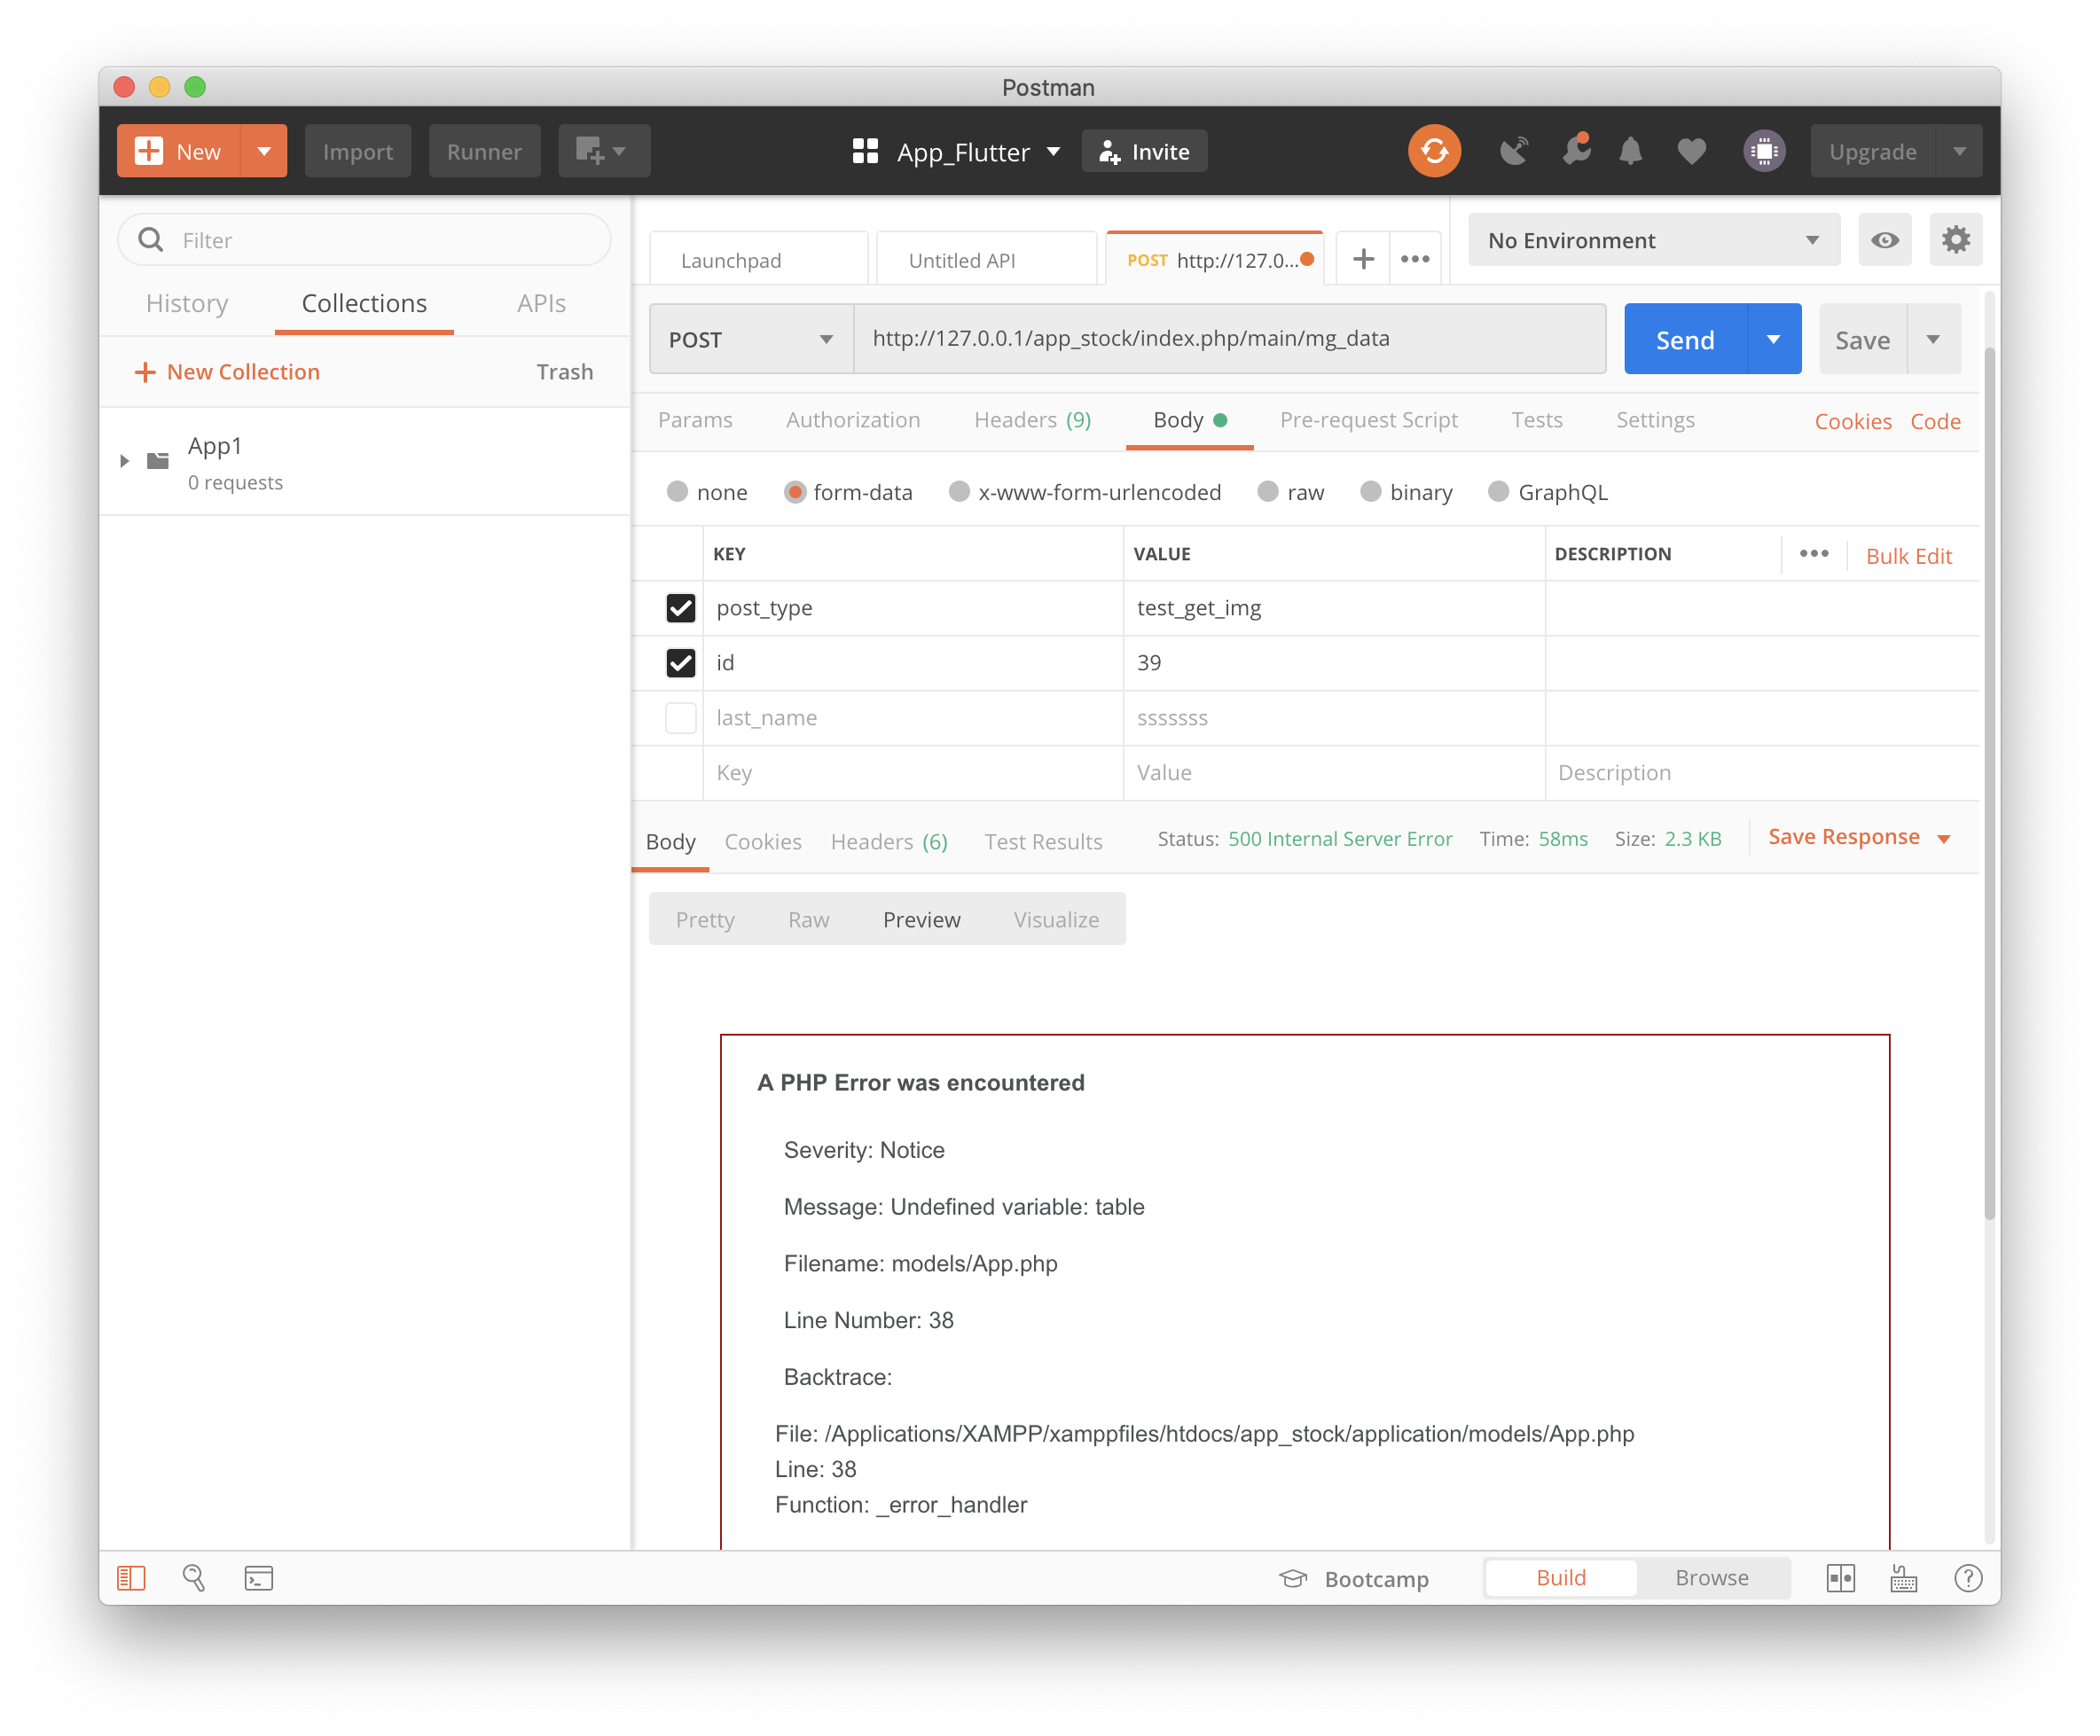 Postman
New
Import
Runner
App_Flutter
Invite
Upgrade
Filter
Launchpad
Untitled API
POST http://127.0...
No Environment
History
Collections
APIs
POST
http://127.0.0.1/app_stock/index.php/main/mg_data
Send
Save
New Collection
Trash
Params
Authorization
Headers (9)
Body
Pre-request Script
Tests
Settings
Cookies
Code
App1
0 requests
none
form-data
x-www-form-urlencoded
raw
binary
GraphQL
KEY
VALUE
DESCRIPTION
Bulk Edit
post_type
test_get_img
id
39
last_name
sssssss
Key
Value
Description
Body
Cookies
Headers (6)
Test Results
Status: 500 Internal Server Error
Time: 58ms
Size: 2.3 KB
Save Response
Pretty
Raw
Preview
Visualize
A PHP Error was encountered
Severity: Notice
Message: Undefined variable: table
Filename: models/App.php
Line Number: 38
Backtrace:
File: /Applications/XAMPP/xamppfiles/htdocs/app_stock/application/models/App.php
Line: 38
Function: _error_handler
Bootcamp
Build
Browse